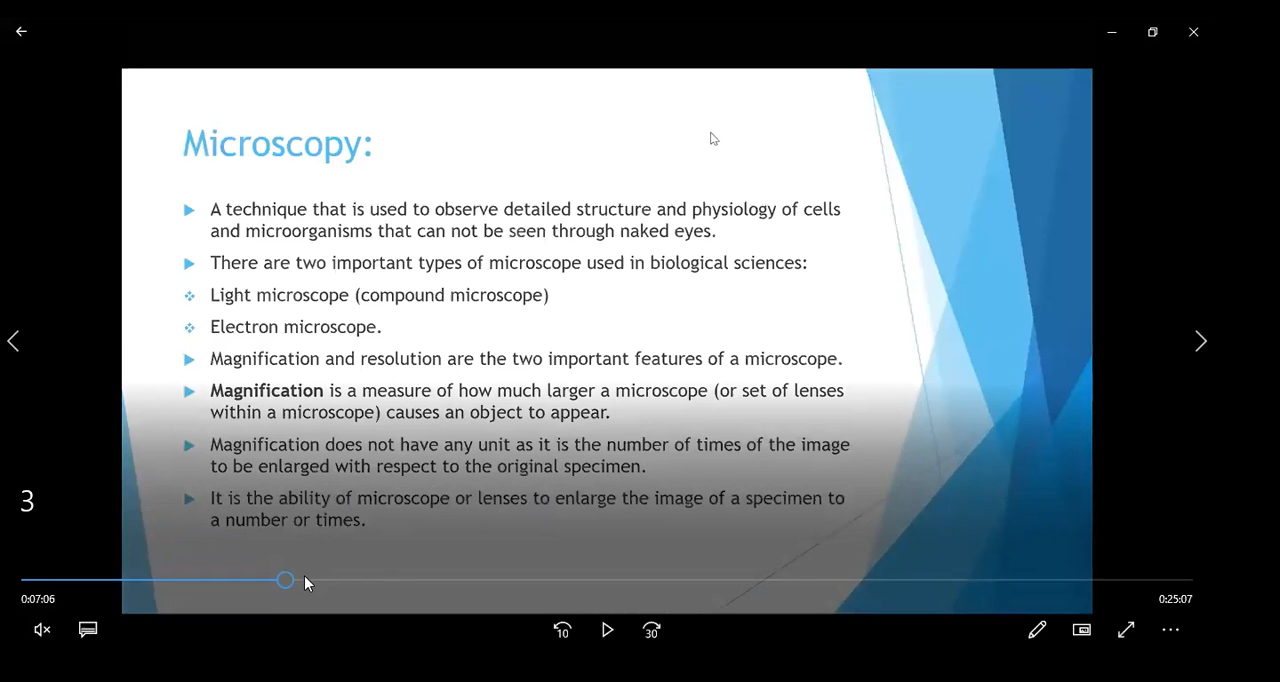 Microscopy:
A technique that is used to observe detailed structure and physiology of cells
and microorganisms that can not be seen through naked eyes.
There are two important types of microscope used in biological sciences:
Light microscope (compound microscope)
Electron microscope.
Magnification and resolution are the two important features of a microscope.
Magnification is a measure of how much larger a microscope (or set of lenses
within a microscope) causes an object to appear.
Magnification does not have any unit as it is the number of times of the image
to be enlarged with respect to the original specimen.
3
It is the ability of microscope or lenses to enlarge the image of a specimen to
a number or times.
0:07:06
0:25:07
10
30